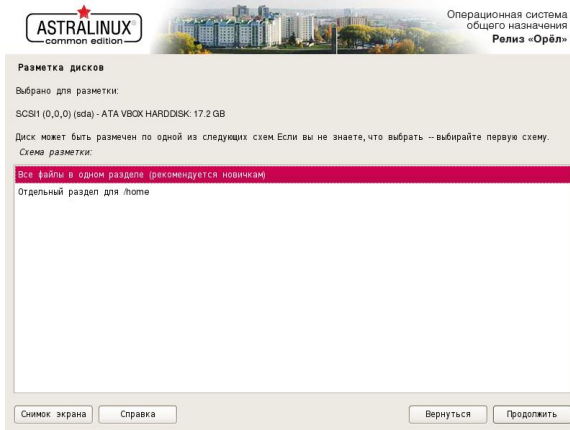 ASTRALINUX®
common edition
Операционная система
общего назначения
Релиз «Орёл»
Разметка дисков
Выбрано для разметки:
SCSI1 (0,0,0) (sda) - ATA VBOX HARDDISK: 17.2 GB
Диск может быть размечен по одной из следующих схем. Если вы не знаете, что выбрать -- выбирайте первую схему.
Схема разметки:
Все файлы в одном разделе (рекомендуется новичкам)
Отдельный раздел для /home
Снимок экрана
Справка
Вернуться
Продолжить